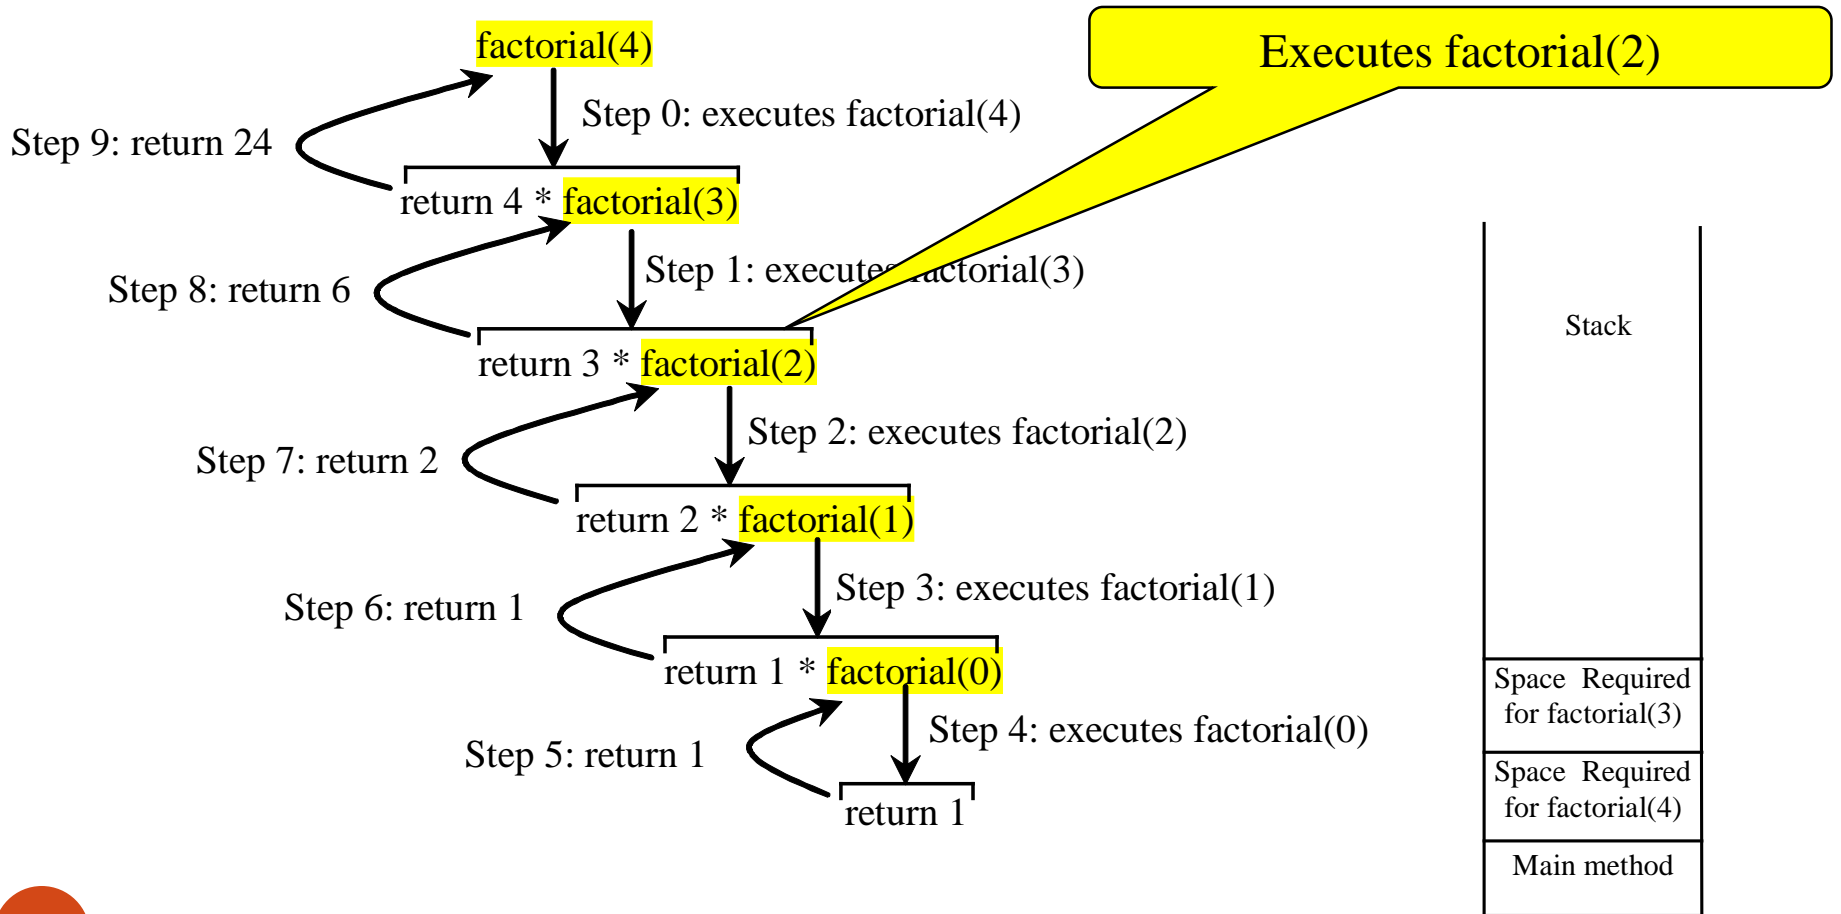 Executes factorial(2)
factorial(4)
Step 0: executes factorial(4)
Step 9: return 24
return 4 * factorial(3)
Step 1: executes factorial(3)
Step 8: return 6
return 3 * factorial(2)
Step 2: executes factorial(2)
Step 7: return 2
return 2 * factorial(1)
Step 3: executes factorial(1)
Step 6: return 1
return 1 * factorial(0)
Step 4: executes factorial(0)
Step 5: return 1
return 1
Stack
Space Required
for factorial(3)
Space Required
for factorial(4)
Main method